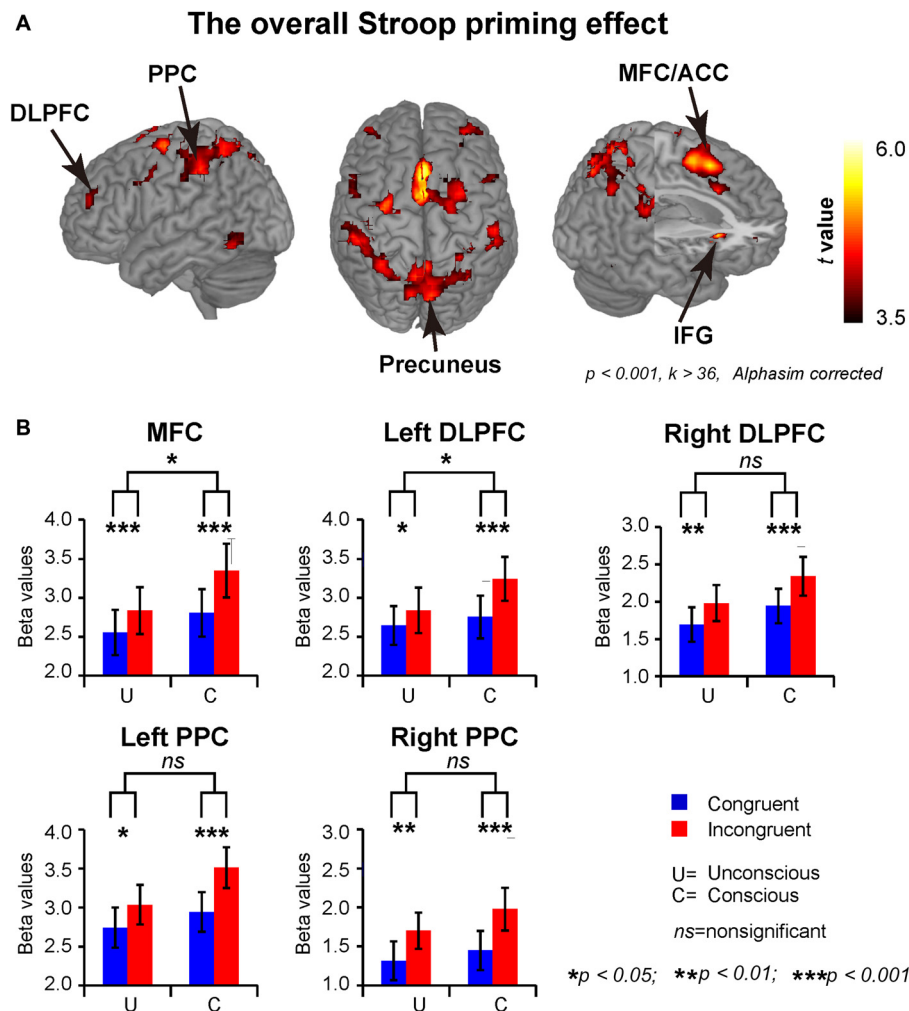 A The overall Stroop priming effect
PPC
DLPFC
MFC/ACC
6.0
t value
3.5
IFG
Precuneus
p < 0.001, k > 36, Alphasim corrected
B
MFC
*
*** ***
Beta values
4.0
3.5
3.0
2.5
2.0
U C
Left DLPFC
*
* ***
Beta values
4.0
3.5
3.0
2.5
2.0
U C
Right DLPFC
ns
** ***
Beta values
3.0
2.5
2.0
1.5
1.0
U C
Left PPC
ns
* ***
Beta values
4.0
3.5
3.0
2.5
2.0
U C
Right PPC
ns
** ***
Beta values
3.0
2.5
2.0
1.5
1.0
U C
Congruent
Incongruent
U= Unconscious
C= Conscious
ns=nonsignificant
*p < 0.05; **p < 0.01; ***p < 0.001